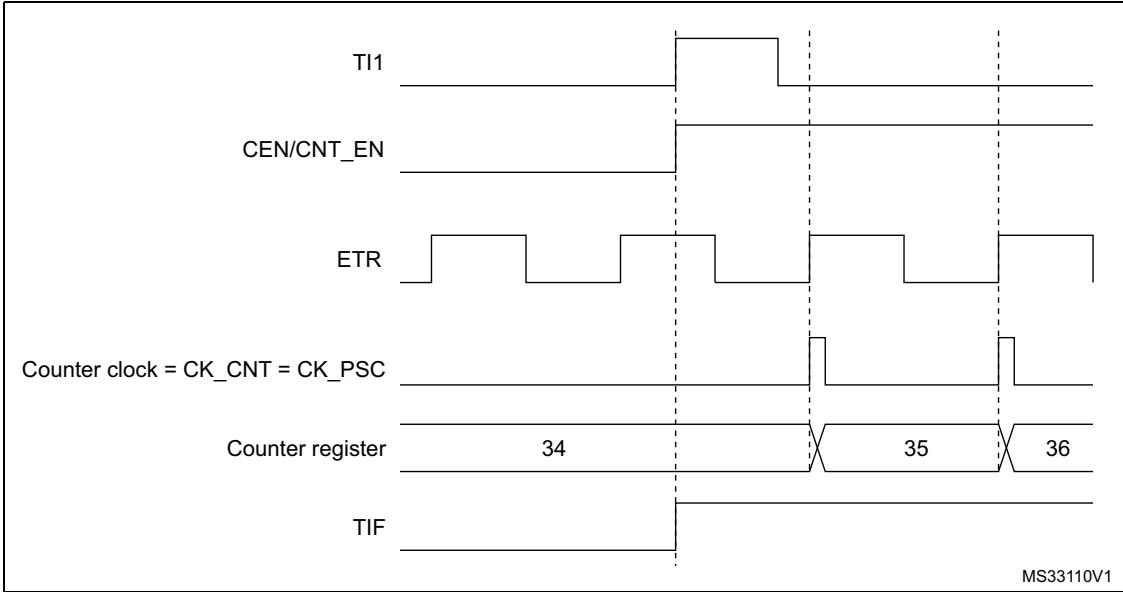 TI1
CEN/CNT_EN
ETR
Counter clock = CK_CNT = CK_PSC
Counter register 34 35 36
TIF
MS33110V1